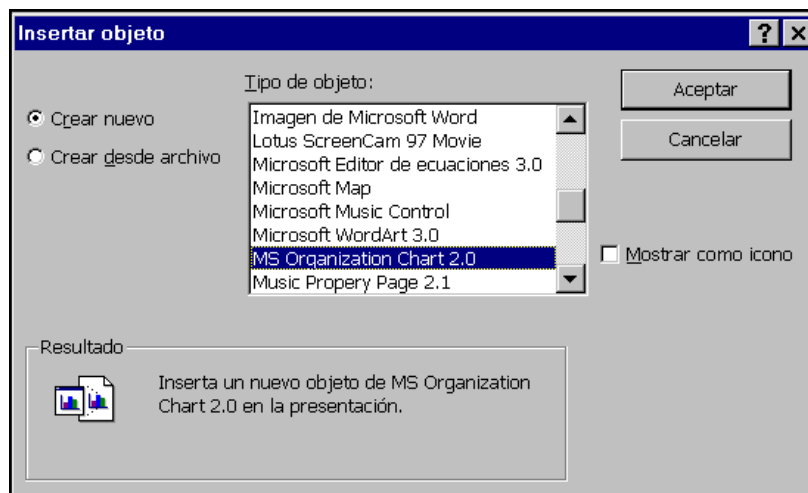 Insertar objeto
Tipo de objeto:
Crear nuevo
Crear desde archivo
Imagen de Microsoft Word
Lotus ScreenCam 97 Movie
Microsoft Editor de ecuaciones 3.0
Microsoft Map
Microsoft Music Control
Microsoft WordArt 3.0
MS Organization Chart 2.0
Music Propery Page 2.1
Aceptar
Cancelar
Mostrar como icono
Resultado
Inserta un nuevo objeto de MS Organization
Chart 2.0 en la presentación.